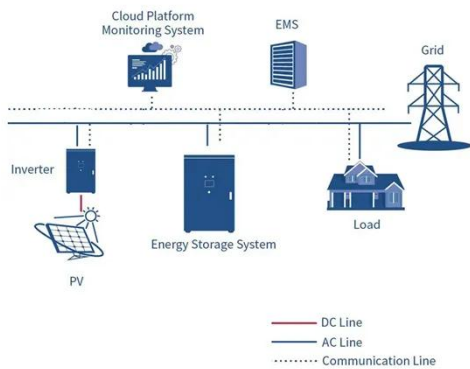 Cloud Platform
Monitoring System
EMS
Grid
Inverter
Energy Storage System
Load
PV
DC Line
AC Line
Communication Line